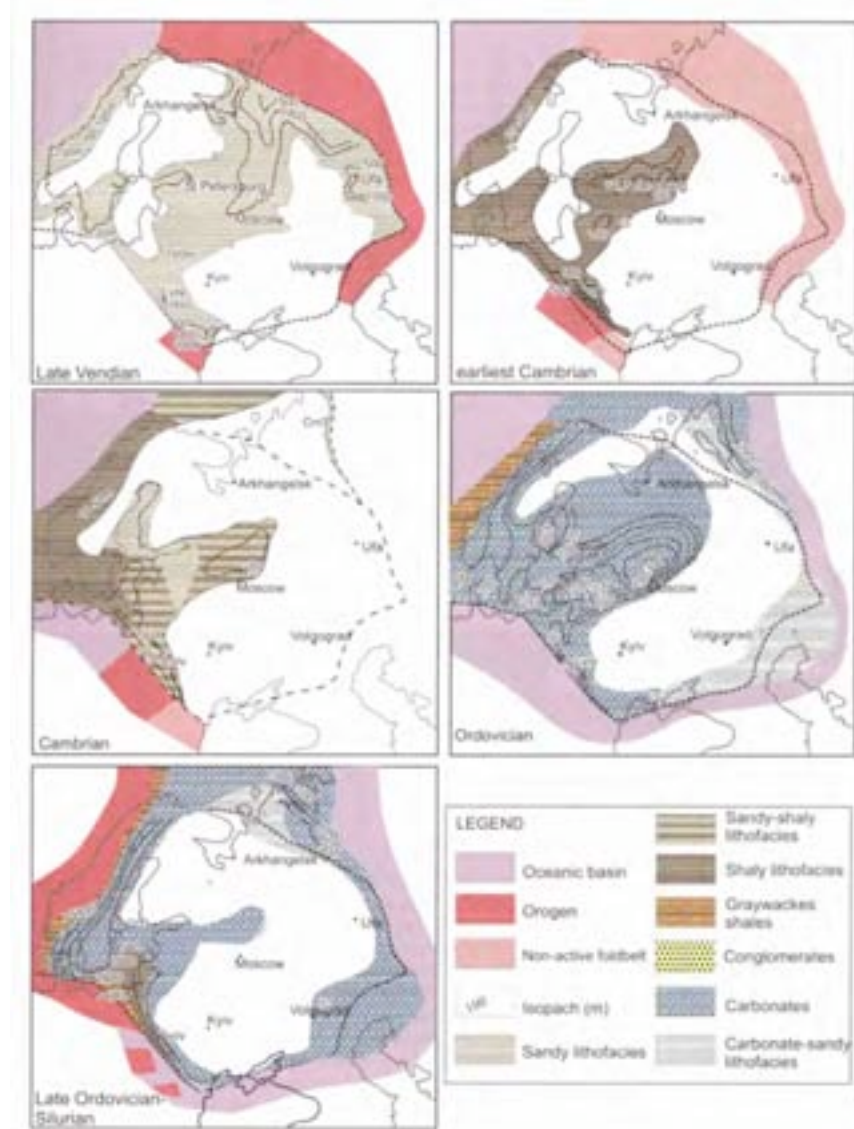 Arkhangelsk
St Petersburg
Ufa
Moscow
Kyiv
Volgograd
Late Vendian
Arkhangelsk
Ufa
Moscow
Kyiv
Volgograd
earliest Cambrian
Arkhangelsk
Ufa
Moscow
Kyiv
Volgograd
Cambrian
Arkhangelsk
Ufa
Moscow
Kyiv
Volgograd
Ordovician
Arkhangelsk
Ufa
Moscow
Kyiv
Volgograd
Late Ordovician-
Silurian
LEGEND
Oceanic basin
Orogen
Non-active foldbelt
Isopach (m)
Sandy lithofacies
Sandy-shaly
lithofacies
Shaly lithofacies
Graywackes
shales
Conglomerates
Carbonates
Carbonate-sandy
lithofacies